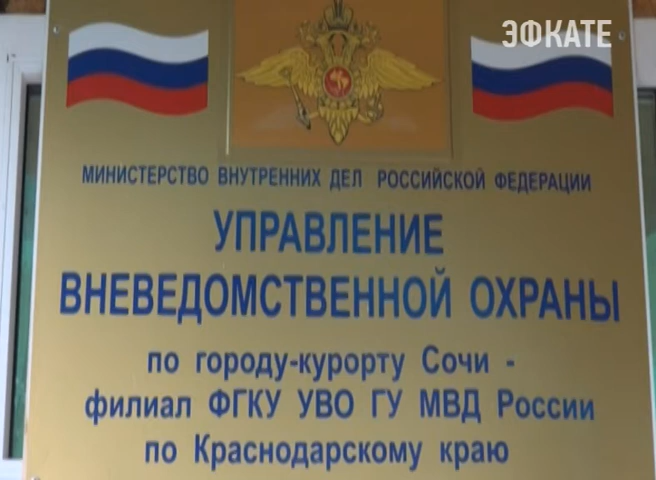 ЭФКАТЕ
МИНИСТЕРСТВО ВНУТРЕННИХ ДЕЛ РОССИЙСКОЙ ФЕДЕРАЦИИ
УПРАВЛЕНИЕ
ВНЕВЕДОМСТВЕННОЙ ОХРАНЫ
по городу-курорту Сочи -
филиал ФГКУ УВО ГУ МВД России
по Краснодарскому краю